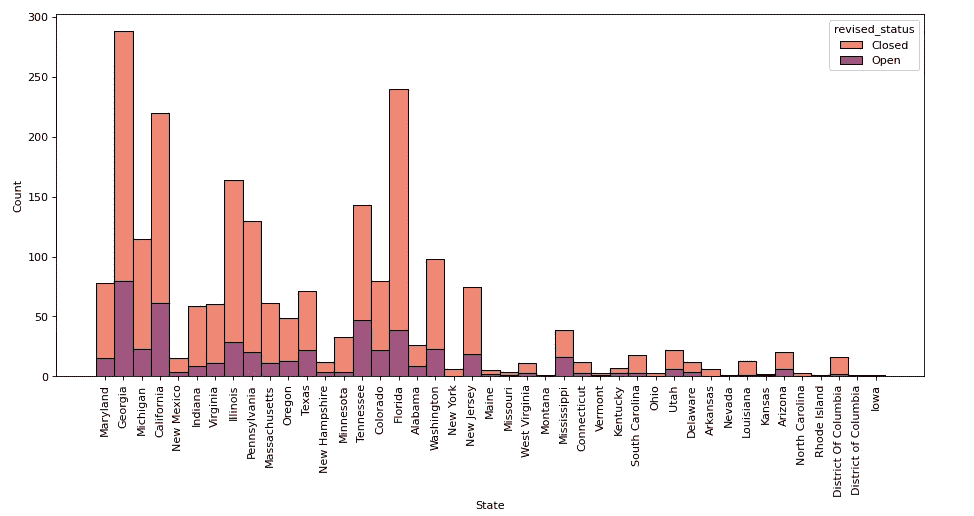 300
250
200
150
100
50
0
Count
revised_status
Closed
Open
Maryland
Georgia
Michigan
California
New Mexico
Indiana
Virginia
Illinois
Pennsylvania
Massachusetts
Oregon
Texas
New Hampshire
Minnesota
Tennessee
Colorado
Florida
Alabama
Washington
New York
New Jersey
Maine
Missouri
West Virginia
Montana
Mississippi
Connecticut
Vermont
Kentucky
South Carolina
Ohio
Utah
Delaware
Arkansas
Nevada
Louisiana
Kansas
Arizona
North Carolina
Rhode Island
District Of Columbia
District of Columbia
Iowa
State